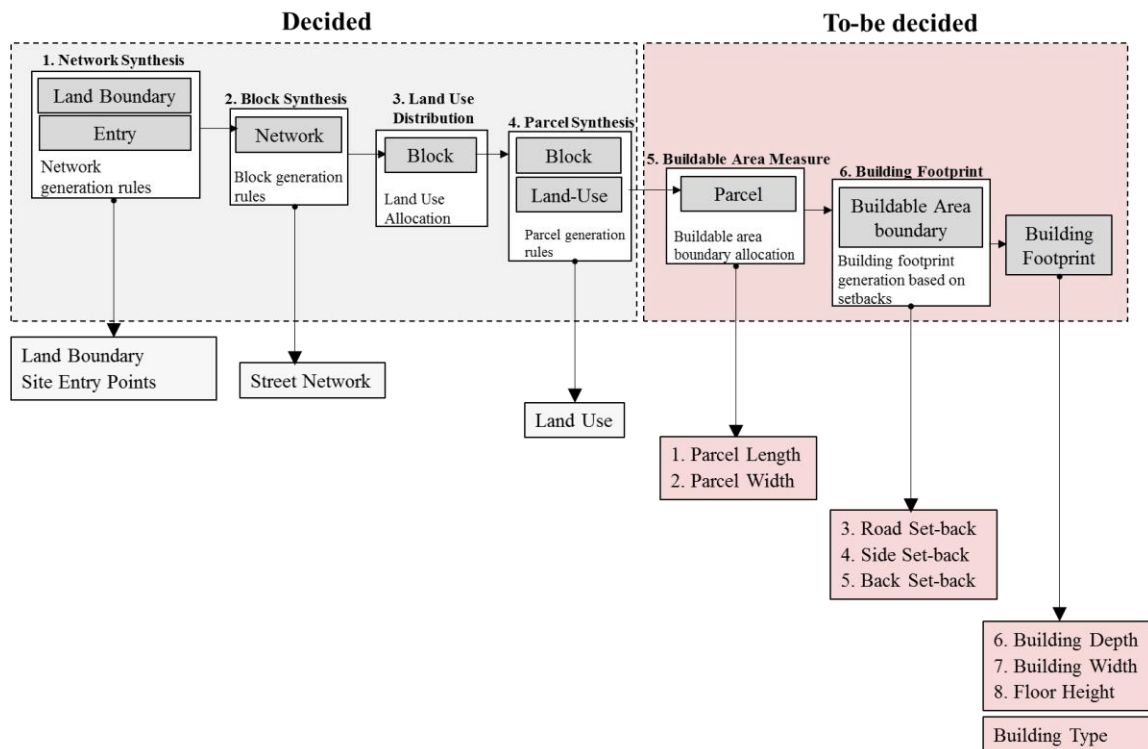 Decided
To-be decided
1. Network Synthesis
Land Boundary
Entry
Network
generation rules
2. Block Synthesis
Network
Block generation
rules
3. Land Use
Distribution
Block
Land Use
Allocation
4. Parcel Synthesis
Block
Land-Use
Parcel generation
rules
5. Buildable Area Measure
Parcel
Buildable area
boundary allocation
6. Building Footprint
Buildable Area
boundary
Building footprint
generation based on
setbacks
Building
Footprint
Land Boundary
Site Entry Points
Street Network
Land Use
1. Parcel Length
2. Parcel Width
3. Road Set-back
4. Side Set-back
5. Back Set-back
6. Building Depth
7. Building Width
8. Floor Height
Building Type